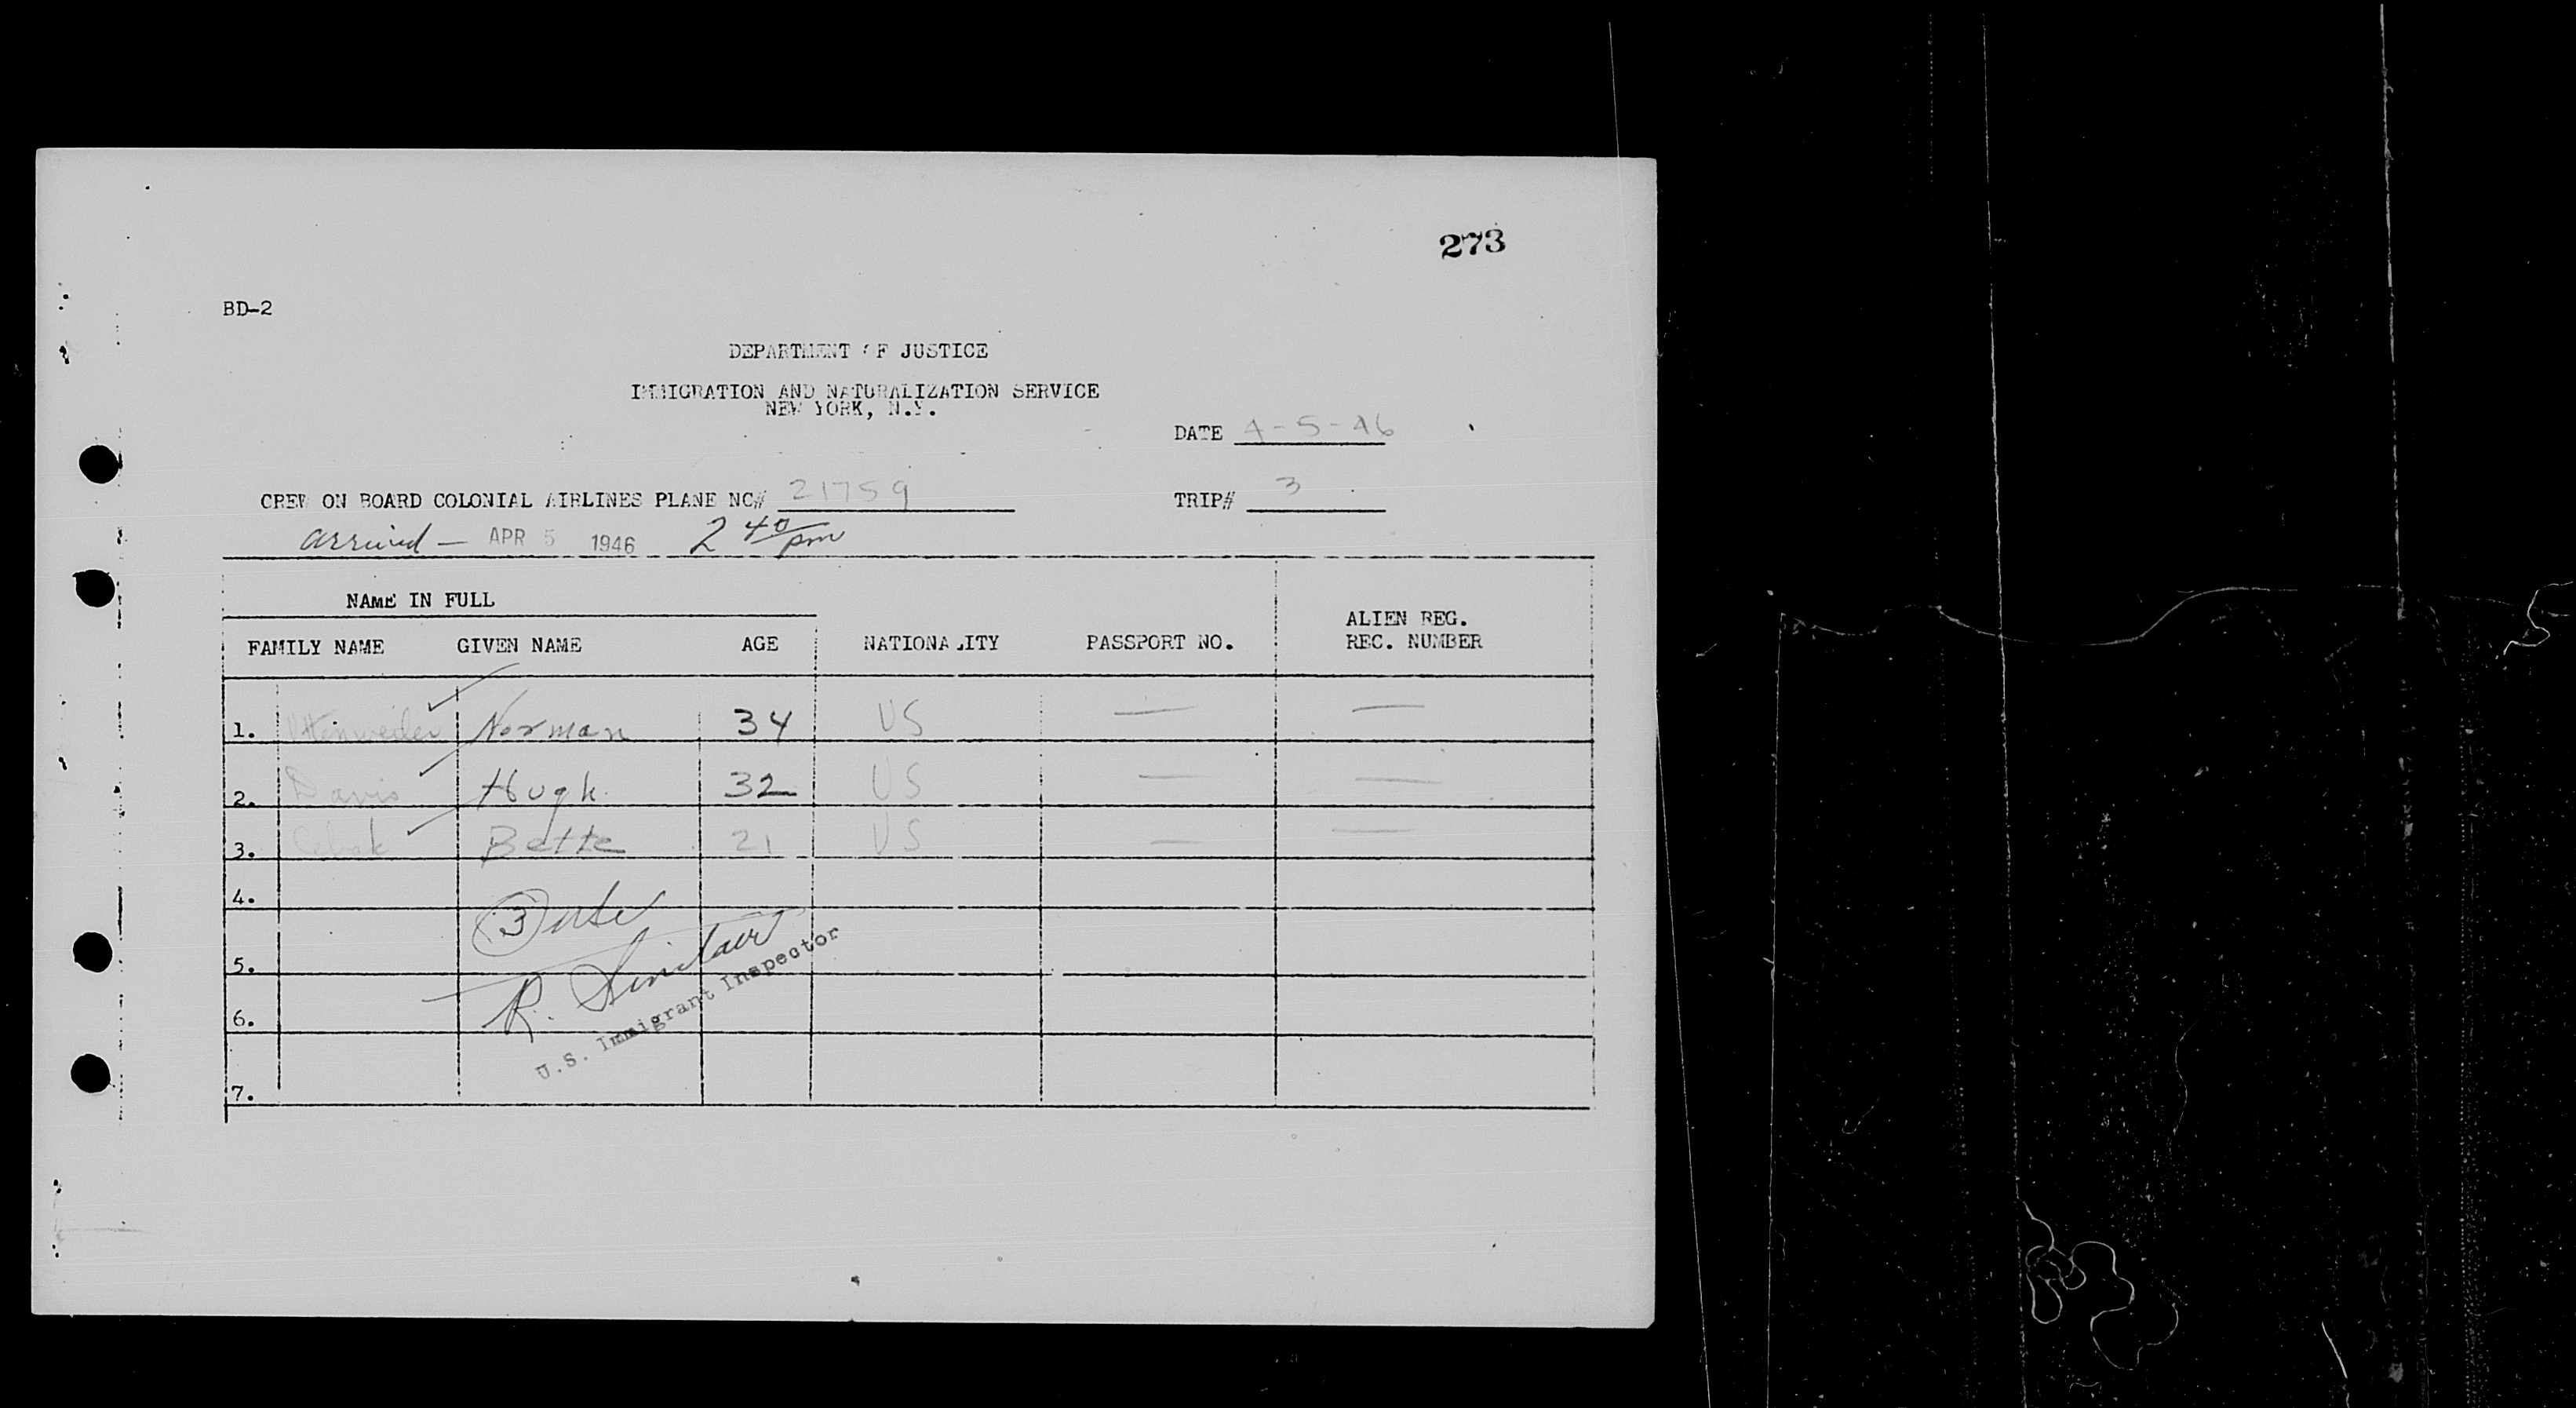 273
BD-2
DEPARTMENT OF JUSTICE
IMMIGRATION AND NATURALIZATION SERVICE
NEW YORK, N.Y.
DATE 4-5-46
CREW ON BOARD COLONIAL AIRLINES PLANE NC# 21759 TRIP# 3
arrived — APR 5 1946 2 40 pm
NAME IN FULL
FAMILY NAME GIVEN NAME AGE NATIONALITY PASSPORT NO. ALIEN REG. REC. NUMBER
1. Norman 34 US — —
2. Davis Hugh 32 US — —
3. Bette 21 US — —
4.
3
5.
R. Sinclair
U.S. Immigrant Inspector
6.
7.